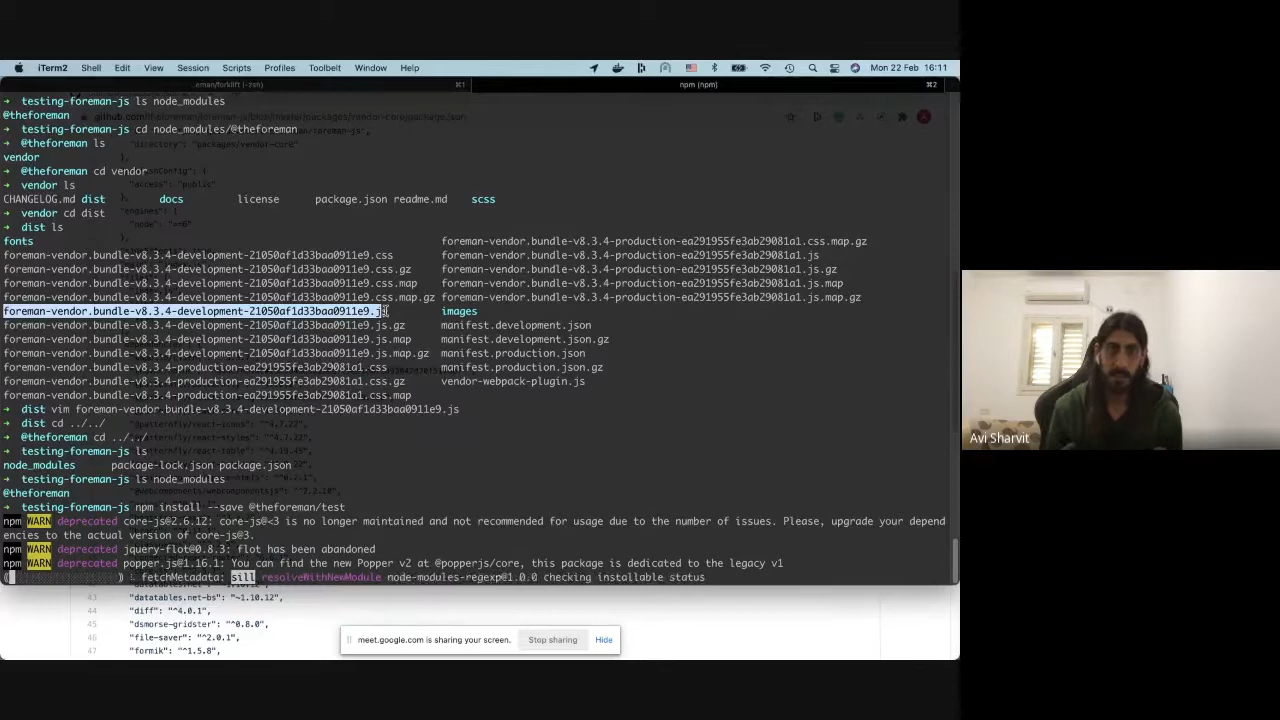 iTerm2 Shell Edit View Session Scripts Profiles Toolbelt Window Help Mon 22 Feb 16:11
..eman/forklift (-zsh) ⌘1 npm (npm) ⌘2
➜ testing-foreman-js ls node_modules
@theforeman
➜ testing-foreman-js cd node_modules/@theforeman
"directory": "packages/vendor-core"
➜ @theforeman ls
vendor
➜ @theforeman cd vendor
"access": "public"
➜ vendor ls
CHANGELOG.md dist docs license package.json readme.md scss
➜ vendor cd dist
"engines": {
"node": ">=6"
➜ dist ls
fonts foreman-vendor.bundle-v8.3.4-production-ea291955fe3ab29081a1.css.map.gz
foreman-vendor.bundle-v8.3.4-development-21050af1d33baa0911e9.css foreman-vendor.bundle-v8.3.4-production-ea291955fe3ab29081a1.js
foreman-vendor.bundle-v8.3.4-development-21050af1d33baa0911e9.css.gz foreman-vendor.bundle-v8.3.4-production-ea291955fe3ab29081a1.js.gz
foreman-vendor.bundle-v8.3.4-development-21050af1d33baa0911e9.css.map foreman-vendor.bundle-v8.3.4-production-ea291955fe3ab29081a1.js.map
foreman-vendor.bundle-v8.3.4-development-21050af1d33baa0911e9.css.map.gz foreman-vendor.bundle-v8.3.4-production-ea291955fe3ab29081a1.js.map.gz
foreman-vendor.bundle-v8.3.4-development-21050af1d33baa0911e9.js images
foreman-vendor.bundle-v8.3.4-development-21050af1d33baa0911e9.js.gz manifest.development.json
foreman-vendor.bundle-v8.3.4-development-21050af1d33baa0911e9.js.map manifest.development.json.gz
foreman-vendor.bundle-v8.3.4-development-21050af1d33baa0911e9.js.map.gz manifest.production.json
foreman-vendor.bundle-v8.3.4-production-ea291955fe3ab29081a1.css manifest.production.json.gz
foreman-vendor.bundle-v8.3.4-production-ea291955fe3ab29081a1.css.gz vendor-webpack-plugin.js
foreman-vendor.bundle-v8.3.4-production-ea291955fe3ab29081a1.css.map
➜ dist vim foreman-vendor.bundle-v8.3.4-development-21050af1d33baa0911e9.js
➜ dist cd ../../
➜ @theforeman cd ../../
➜ testing-foreman-js ls
node_modules package-lock.json package.json
➜ testing-foreman-js ls node_modules
@theforeman
➜ testing-foreman-js npm install --save @theforeman/test
npm WARN deprecated core-js@2.6.12: core-js@<3 is no longer maintained and not recommended for usage due to the number of issues. Please, upgrade your depend
encies to the actual version of core-js@3.
npm WARN deprecated jquery-flot@0.8.3: flot has been abandoned
npm WARN deprecated popper.js@1.16.1: You can find the new Popper v2 at @popperjs/core, this package is dedicated to the legacy v1
fetchMetadata: sill resolveWithNewModule node-modules-regexp@1.0.0 checking installable status
43 "datatables.net-bs": "~1.10.12",
44 "diff": "^4.0.1",
45 "dsmorse-gridster": "^0.8.0",
46 "file-saver": "^2.0.1",
47 "formik": "^1.5.8",
meet.google.com is sharing your screen. Stop sharing Hide
Avi Sharvit